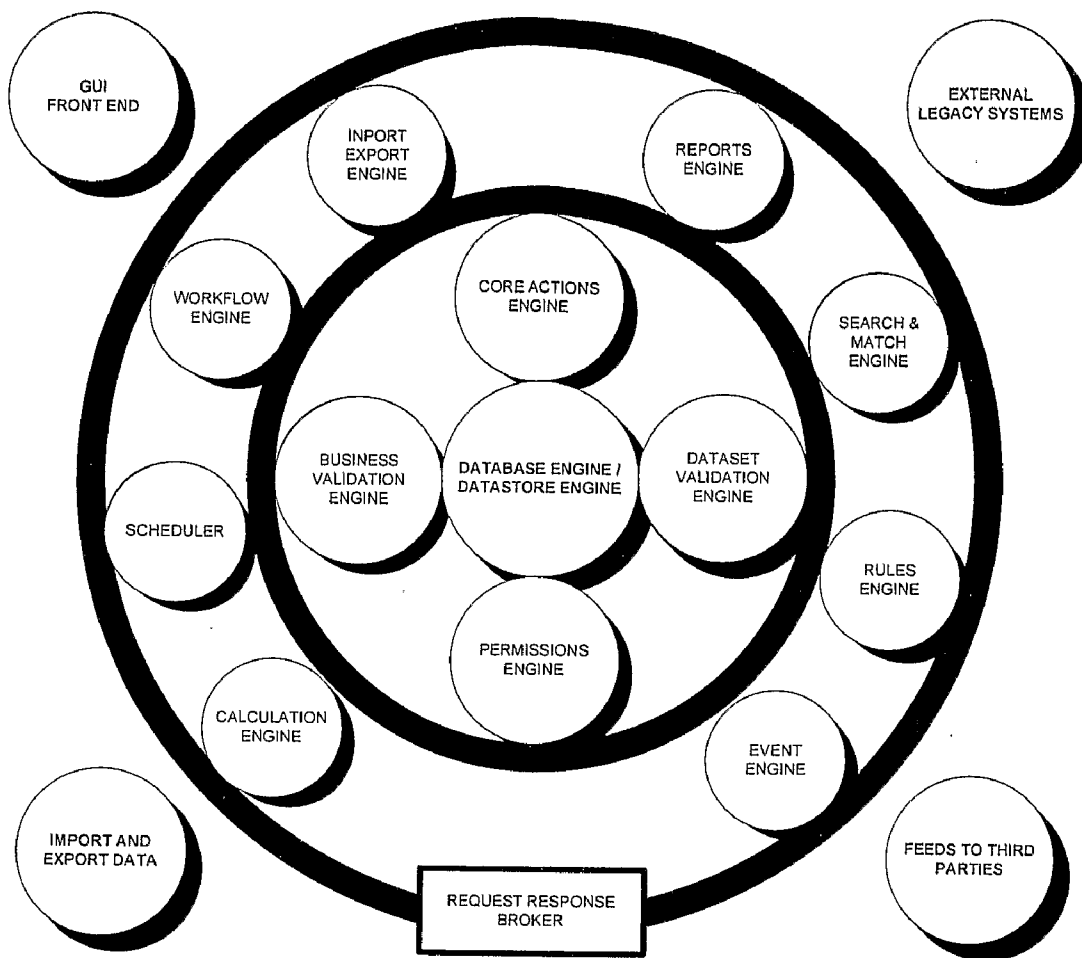 GUI
FRONT END
EXTERNAL
LEGACY SYSTEMS
INPORT
EXPORT
ENGINE
REPORTS
ENGINE
WORKFLOW
ENGINE
CORE ACTIONS
ENGINE
SEARCH &
MATCH
ENGINE
BUSINESS
VALIDATION
ENGINE
DATABASE ENGINE /
DATASTORE ENGINE
DATASET
VALIDATION
ENGINE
SCHEDULER
RULES
ENGINE
PERMISSIONS
ENGINE
CALCULATION
ENGINE
EVENT
ENGINE
IMPORT AND
EXPORT DATA
FEEDS TO THIRD
PARTIES
REQUEST RESPONSE
BROKER